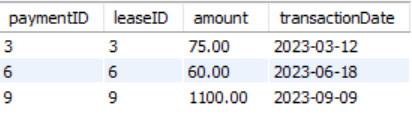 paymentID leaseID amount transactionDate
3 3 75.00 2023-03-12
6 6 60.00 2023-06-18
9 9 1100.00 2023-09-09